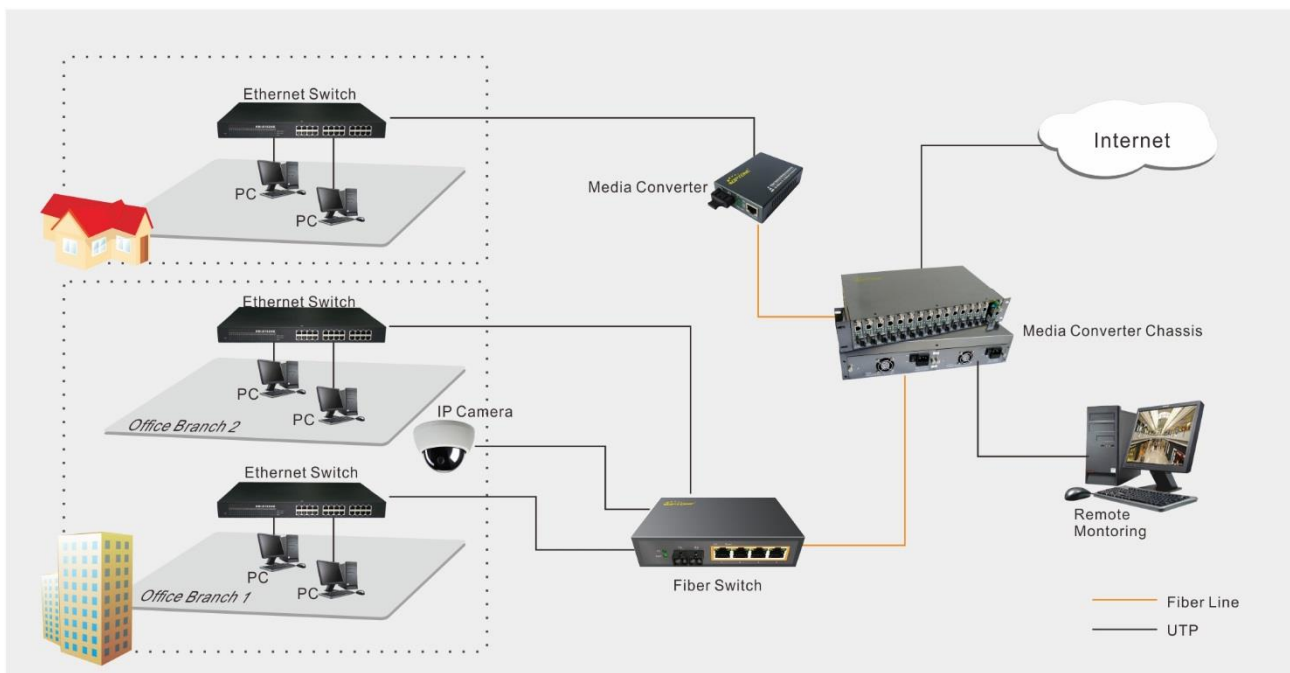 Ethernet Switch
PC
PC
Media Converter
Internet
Ethernet Switch
PC
PC
Office Branch 2
IP Camera
Media Converter Chassis
Ethernet Switch
PC
PC
Office Branch 1
Fiber Switch
Remote
Montoring
Fiber Line
UTP